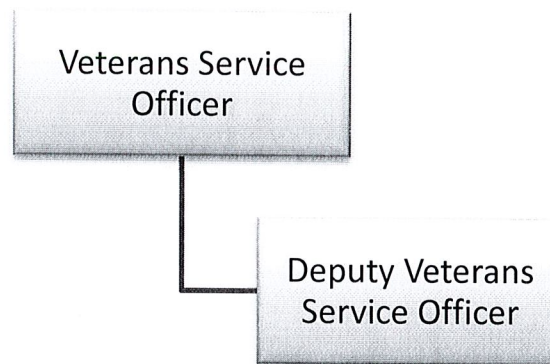 Veterans Service
Officer
Deputy Veterans
Service Officer